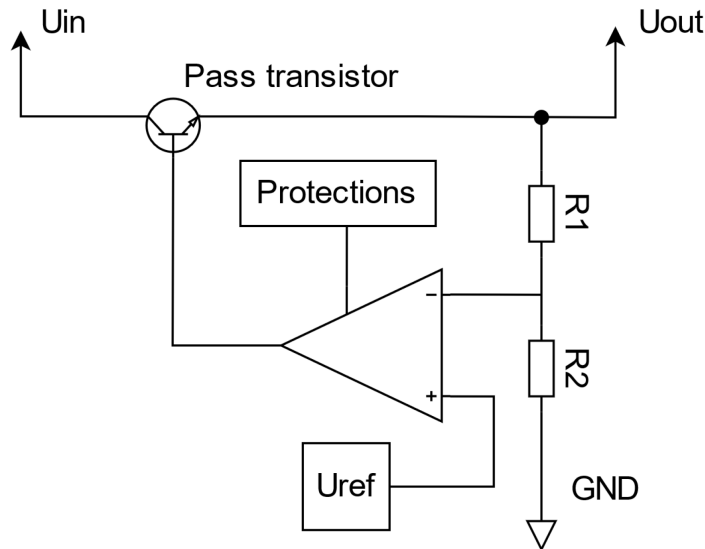 Uin
Uout
Pass transistor
Protections
R1
−
R2
+
Uref
GND